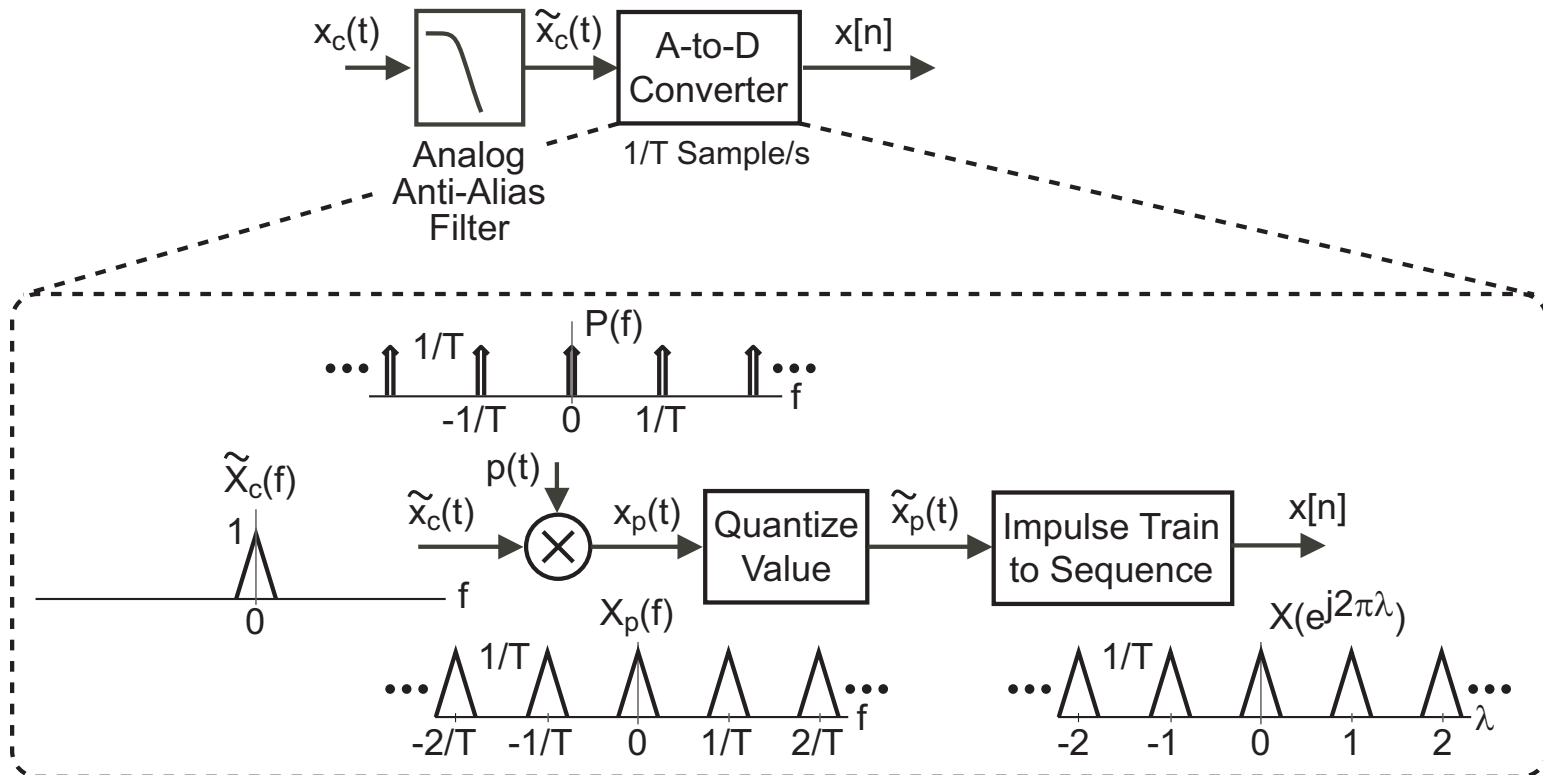 x_c(t)
x̃_c(t)
A-to-D
Converter
x[n]
Analog
Anti-Alias
Filter
1/T Sample/s
P(f)
••• 1/T •••
f
-1/T 0 1/T
X̃_c(f)
1
f
0
p(t)
x̃_c(t)
x_p(t)
Quantize
Value
x̃_p(t)
Impulse Train
to Sequence
x[n]
X_p(f)
••• 1/T •••
f
-2/T -1/T 0 1/T 2/T
X(e^j2πλ)
••• 1/T •••
λ
-2 -1 0 1 2